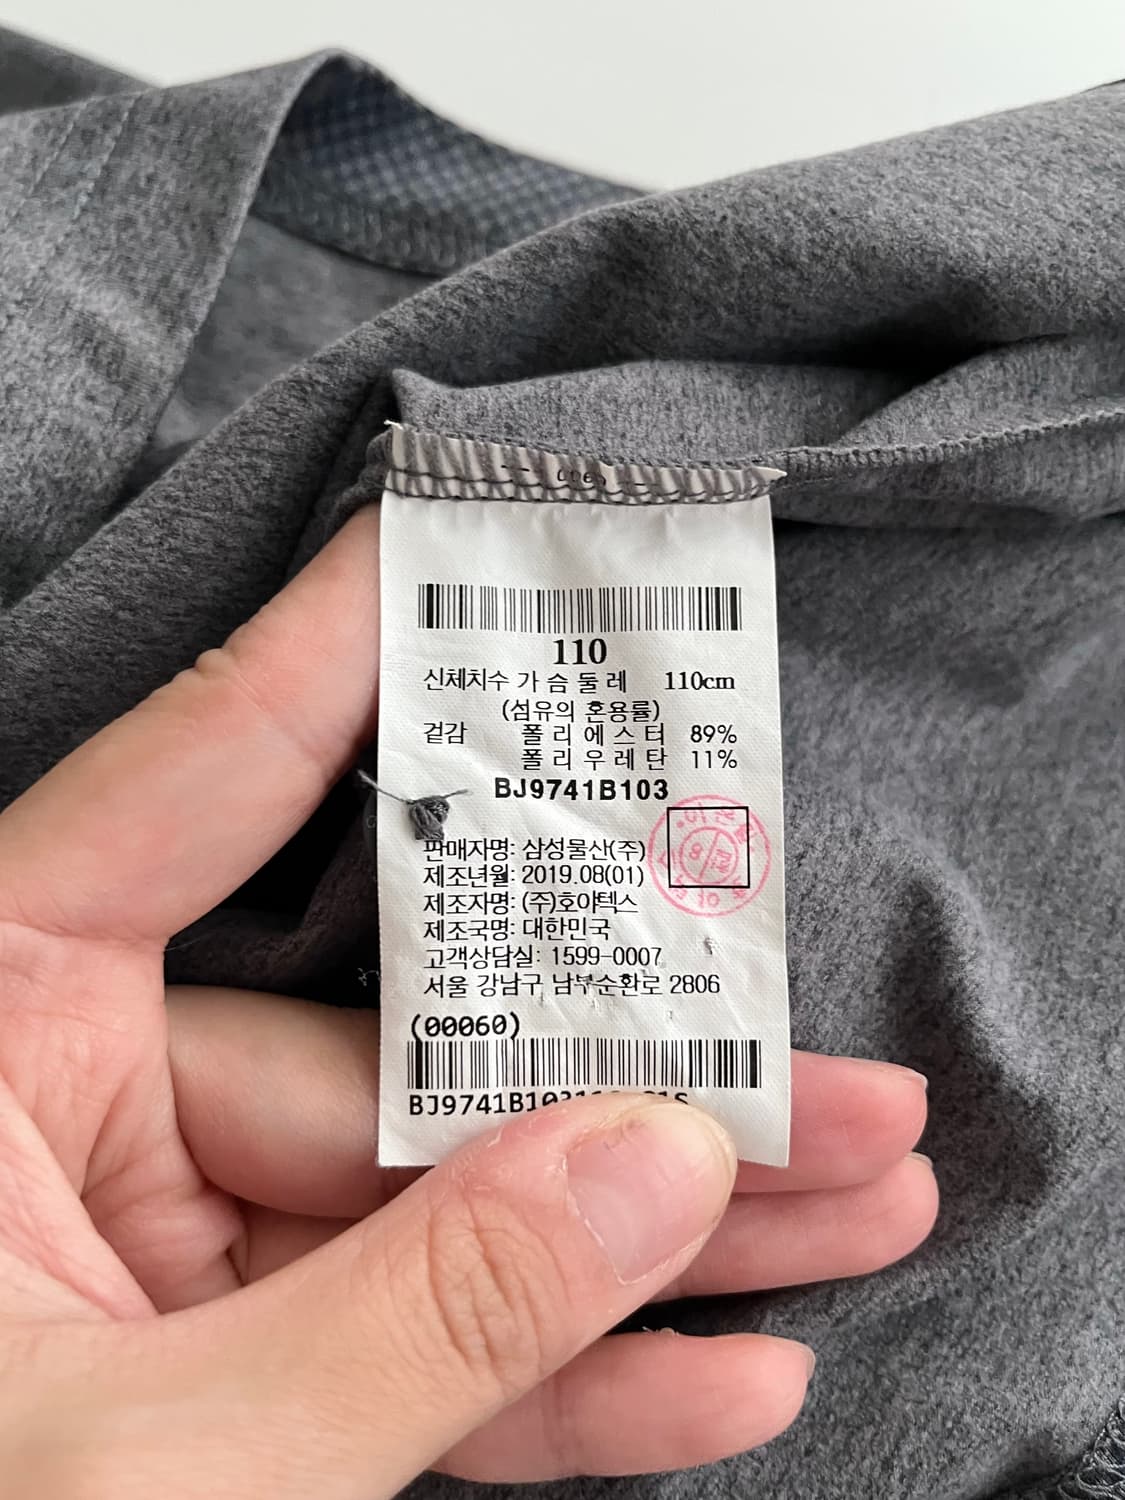 110
신체치수 가 슴 둘 레 110cm
(섬유의 혼용률)
겉감 폴 리 에 스 터 89%
폴 리 우 레 탄 11%
BJ9741B103
판매자명: 삼성물산(주)
제조년월: 2019.08(01)
제조자명: (주)호야텍스
제조국명: 대한민국
고객상담실: 1599-0007
서울 강남구 남부순환로 2806
(00060)